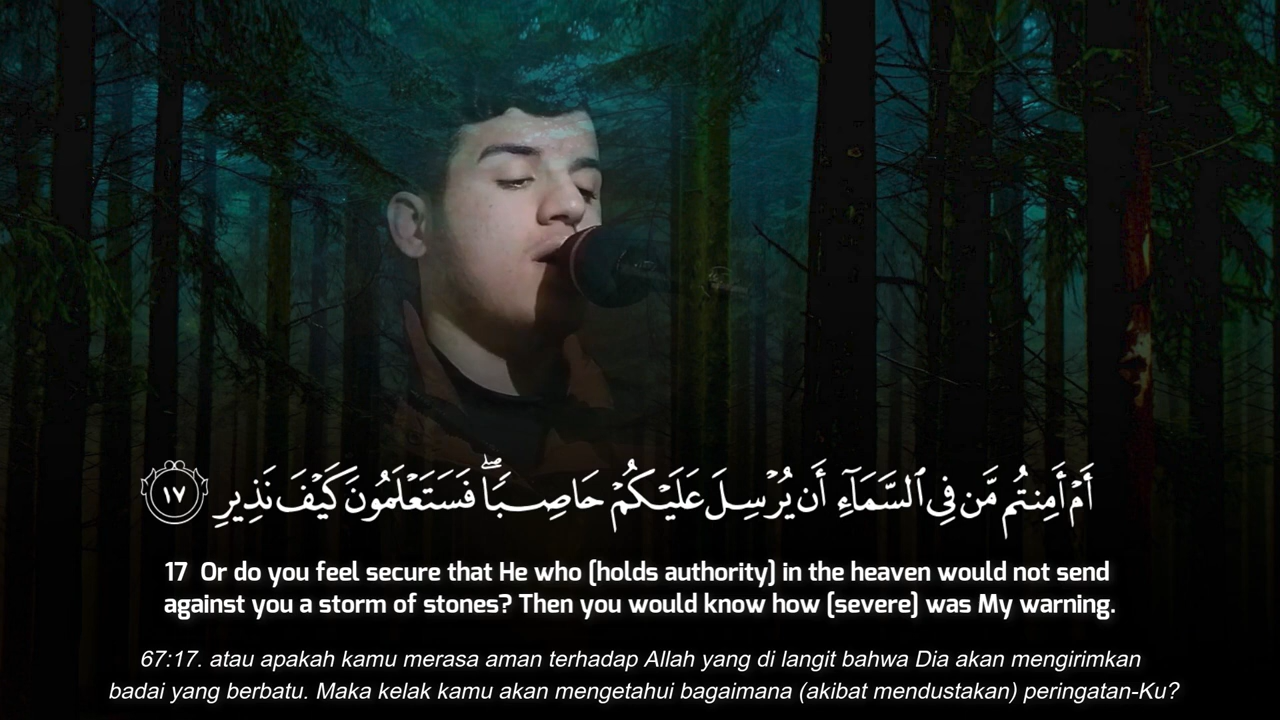 أَمْ أَمِنتُم مَّن فِي ٱلسَّمَآءِ أَن يُرْسِلَ عَلَيْكُمْ حَاصِبًاۖ فَسَتَعْلَمُونَ كَيْفَ نَذِيرِ ١٧
17 Or do you feel secure that He who [holds authority] in the heaven would not send
against you a storm of stones? Then you would know how [severe] was My warning.
67:17. atau apakah kamu merasa aman terhadap Allah yang di langit bahwa Dia akan mengirimkan
badai yang berbatu. Maka kelak kamu akan mengetahui bagaimana (akibat mendustakan) peringatan-Ku?